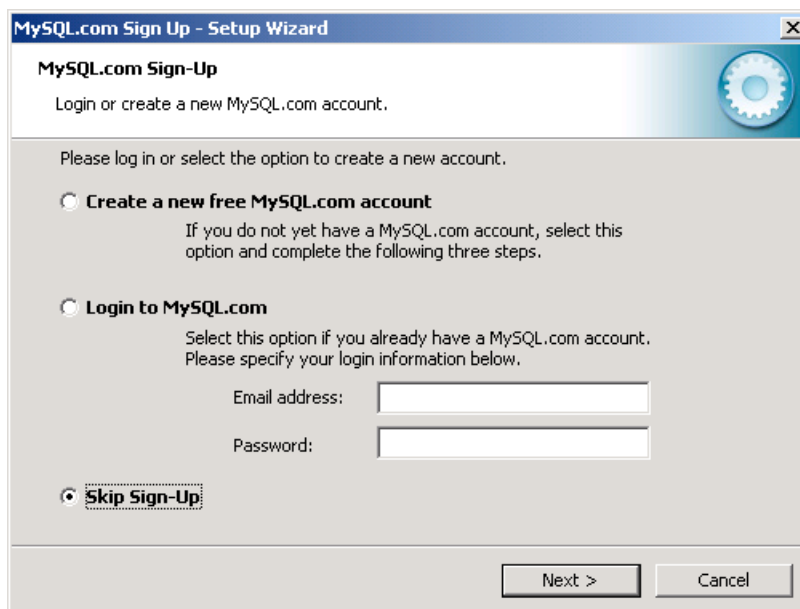 MySQL.com Sign Up - Setup Wizard
MySQL.com Sign-Up
Login or create a new MySQL.com account.
Please log in or select the option to create a new account.
Create a new free MySQL.com account
If you do not yet have a MySQL.com account, select this
option and complete the following three steps.
Login to MySQL.com
Select this option if you already have a MySQL.com account.
Please specify your login information below.
Email address:
Password:
Skip Sign-Up
Next >
Cancel